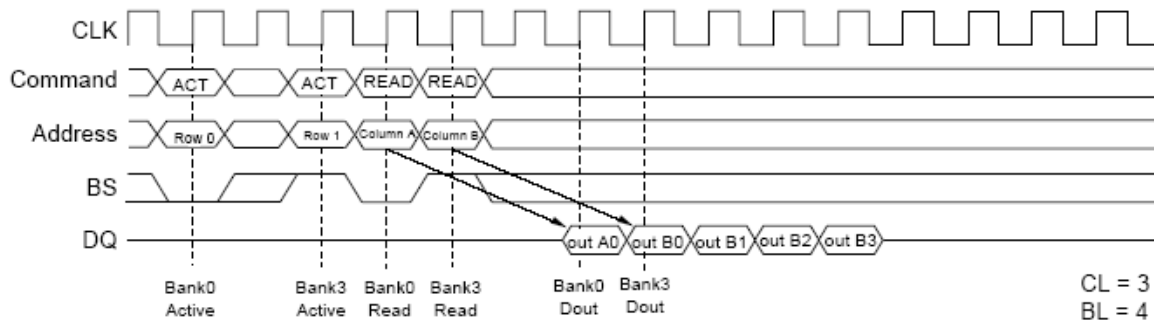 CLK
Command ACT ACT READ READ
Address Row 0 Row 1 Column A Column B
BS
DQ out A0 out B0 out B1 out B2 out B3
Bank0 Bank3 Bank0 Bank3 Bank0 Bank3
Active Active Read Read Dout Dout
CL = 3
BL = 4